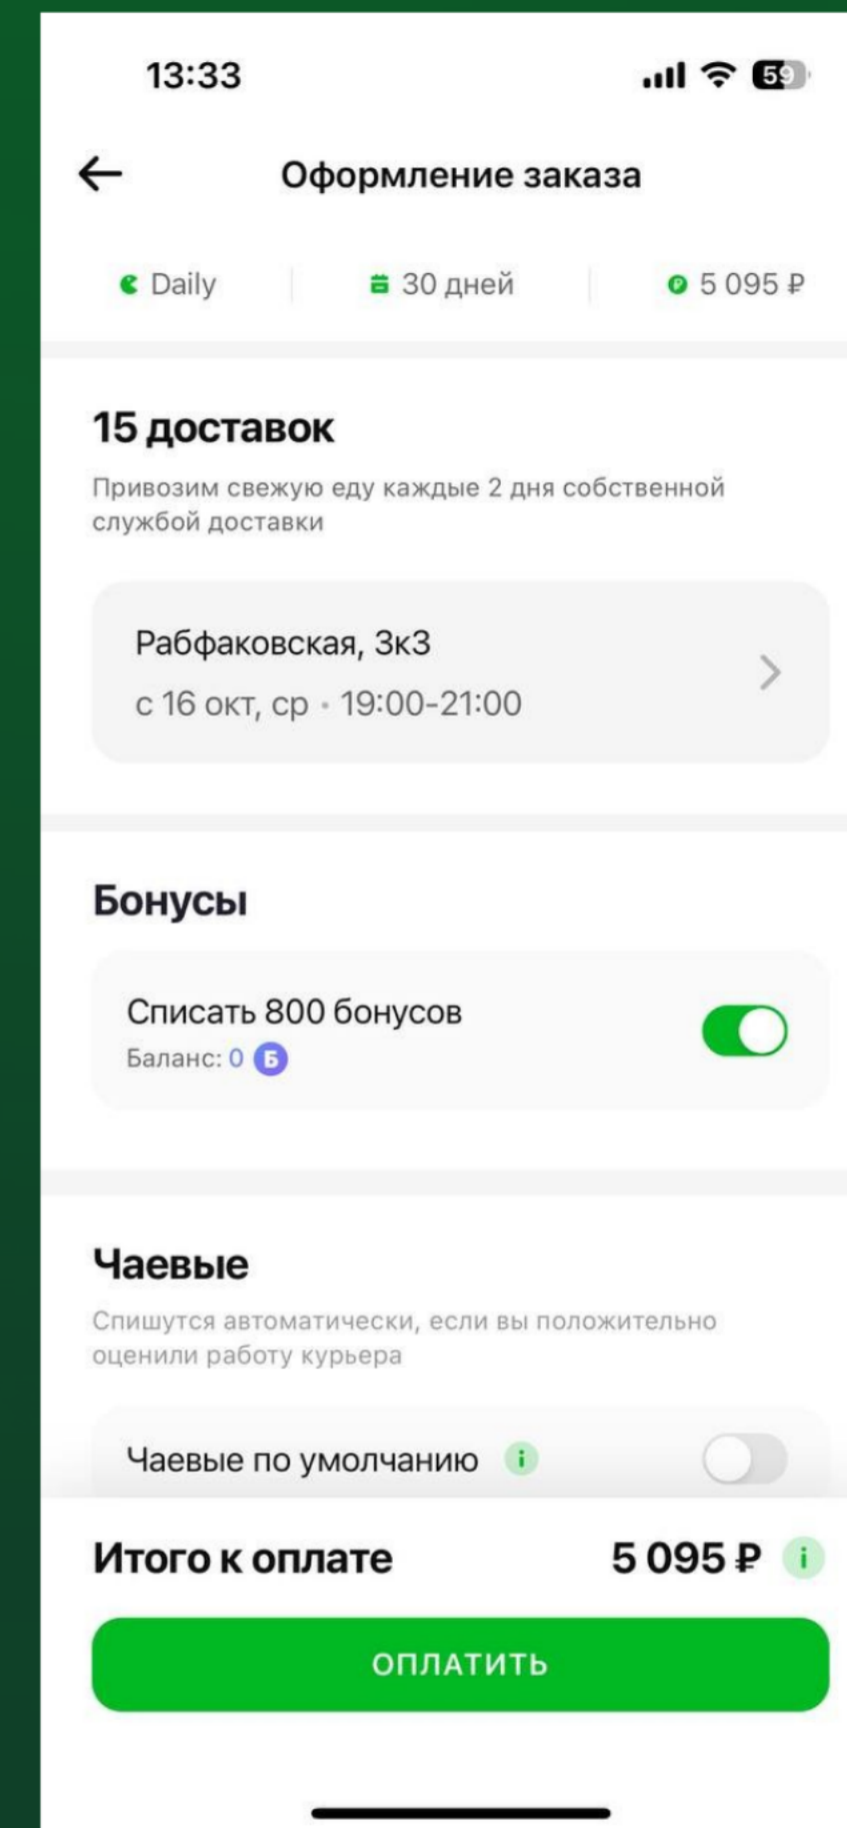 13:33
59
Оформление заказа
Daily
30 дней
5 095 ₽
15 доставок
Привозим свежую еду каждые 2 дня собственной
службой доставки
Рабфаковская, 3к3
с 16 окт, ср • 19:00-21:00
Бонусы
Списать 800 бонусов
Баланс: 0 Б
Чаевые
Спишутся автоматически, если вы положительно
оценили работу курьера
Чаевые по умолчанию i
Итого к оплате 5 095 ₽ i
ОПЛАТИТЬ